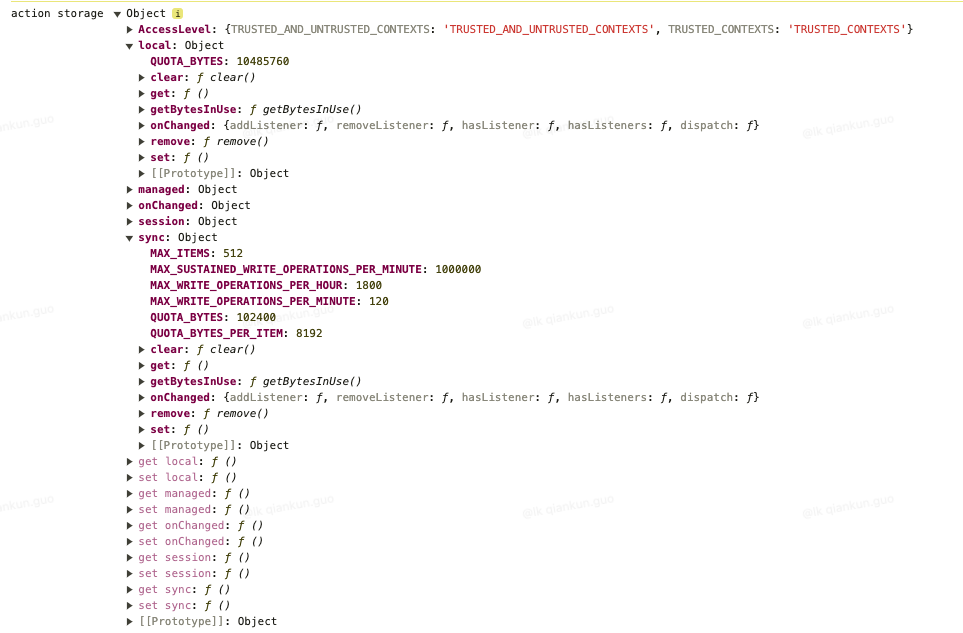 action storage ▼ Object i
▶ AccessLevel: {TRUSTED_AND_UNTRUSTED_CONTEXTS: 'TRUSTED_AND_UNTRUSTED_CONTEXTS', TRUSTED_CONTEXTS: 'TRUSTED_CONTEXTS'}
▼ local: Object
QUOTA_BYTES: 10485760
▶ clear: ƒ clear()
▶ get: ƒ ()
▶ getBytesInUse: ƒ getBytesInUse()
▶ onChanged: {addListener: ƒ, removeListener: ƒ, hasListener: ƒ, hasListeners: ƒ, dispatch: ƒ}
▶ remove: ƒ remove()
▶ set: ƒ ()
▶ [[Prototype]]: Object
▶ managed: Object
▶ onChanged: Object
▶ session: Object
▼ sync: Object
MAX_ITEMS: 512
MAX_SUSTAINED_WRITE_OPERATIONS_PER_MINUTE: 1000000
MAX_WRITE_OPERATIONS_PER_HOUR: 1800
MAX_WRITE_OPERATIONS_PER_MINUTE: 120
QUOTA_BYTES: 102400
QUOTA_BYTES_PER_ITEM: 8192
▶ clear: ƒ clear()
▶ get: ƒ ()
▶ getBytesInUse: ƒ getBytesInUse()
▶ onChanged: {addListener: ƒ, removeListener: ƒ, hasListener: ƒ, hasListeners: ƒ, dispatch: ƒ}
▶ remove: ƒ remove()
▶ set: ƒ ()
▶ [[Prototype]]: Object
▶ get local: ƒ ()
▶ set local: ƒ ()
▶ get managed: ƒ ()
▶ set managed: ƒ ()
▶ get onChanged: ƒ ()
▶ set onChanged: ƒ ()
▶ get session: ƒ ()
▶ set session: ƒ ()
▶ get sync: ƒ ()
▶ set sync: ƒ ()
▶ [[Prototype]]: Object